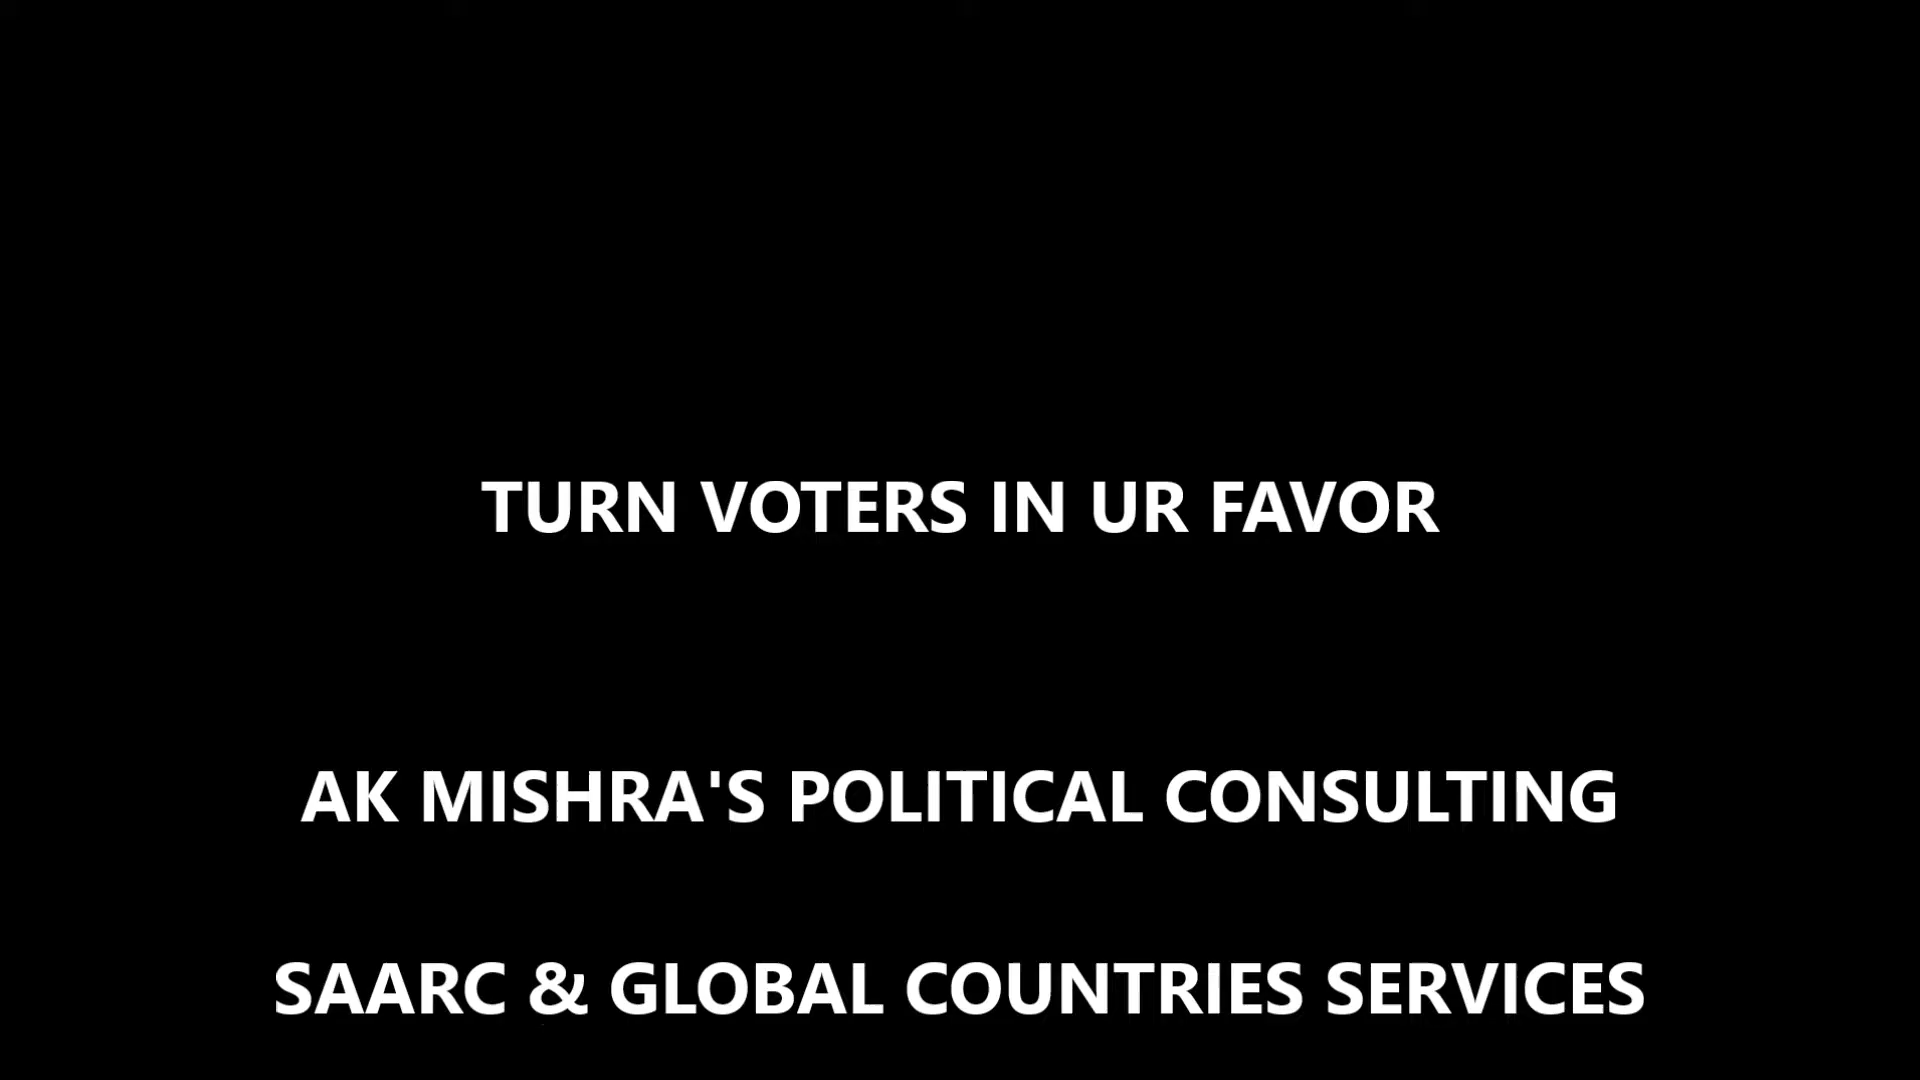 TURN VOTERS IN UR FAVOR
AK MISHRA'S POLITICAL CONSULTING
SAARC & GLOBAL COUNTRIES SERVICES